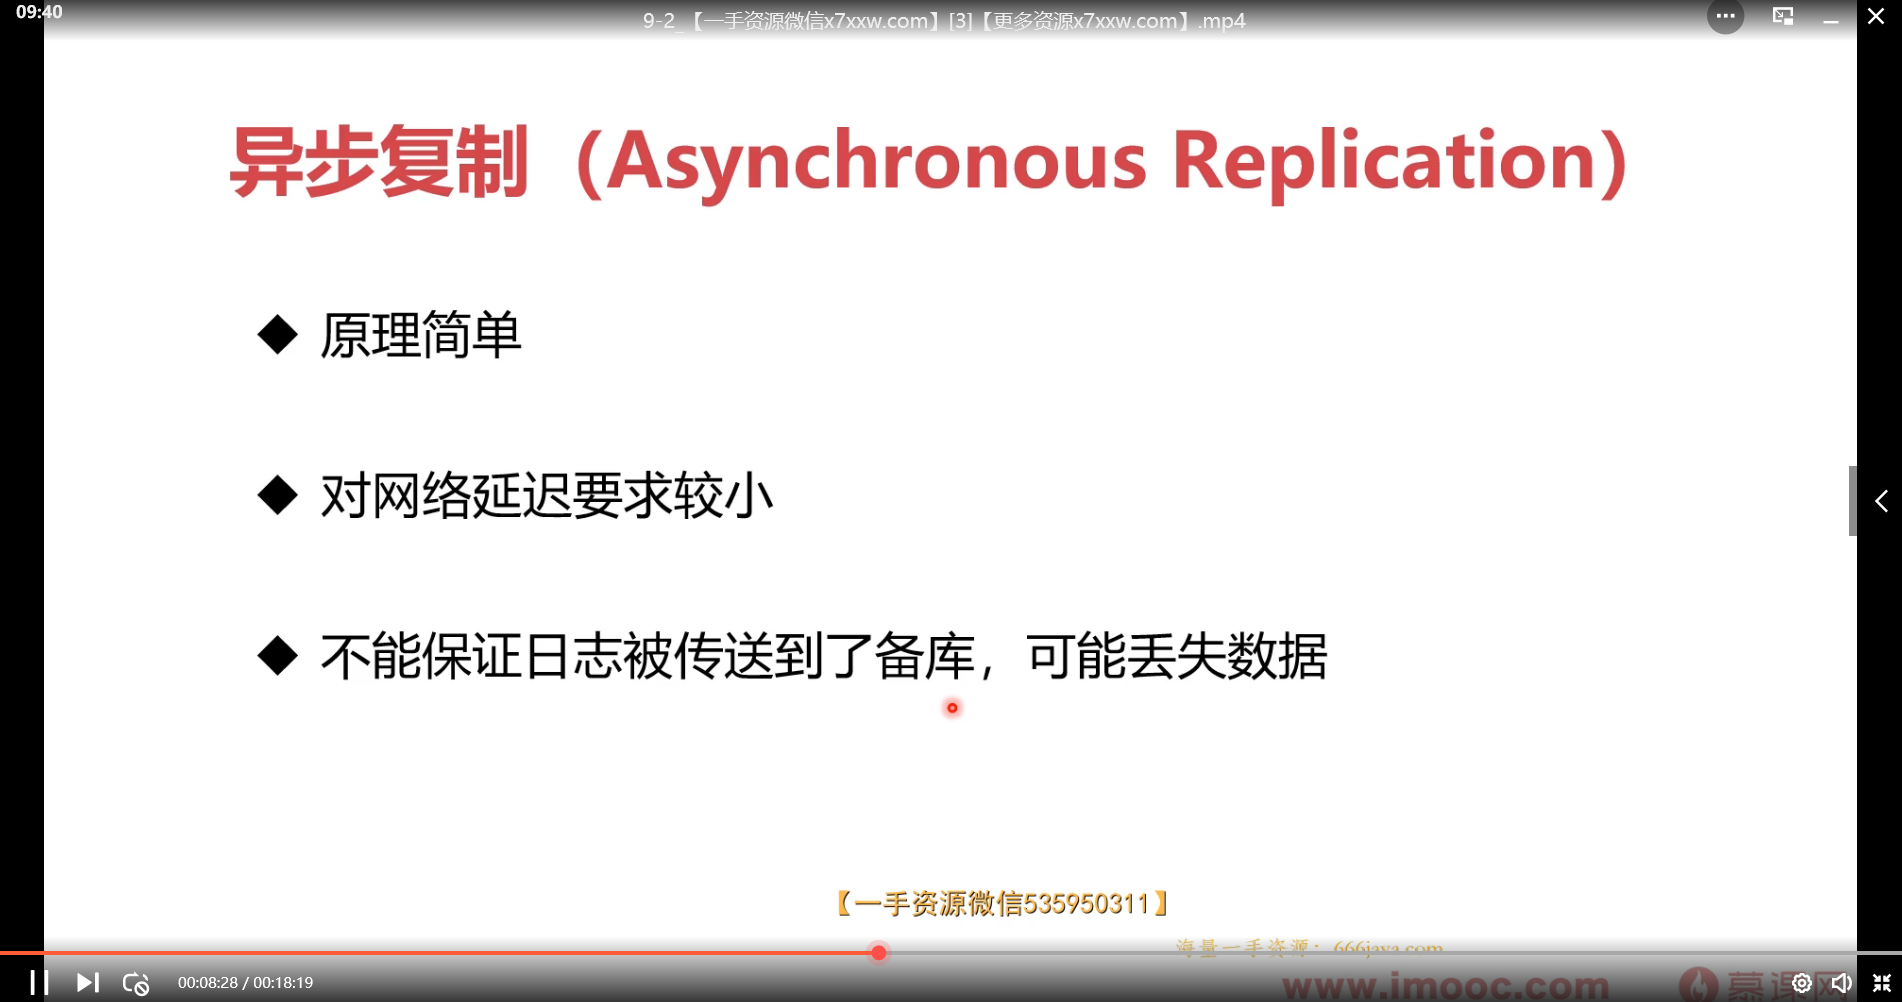 09:40
9-2_【一手资源微信x7xxw.com】[3]【更多资源x7xxw.com】.mp4
异步复制（Asynchronous Replication）
◆ 原理简单
◆ 对网络延迟要求较小
◆ 不能保证日志被传送到了备库，可能丢失数据
【一手资源微信535950311】
海量一手资源：666java.com
00:08:28 / 00:18:19
www.imooc.com
慕课网